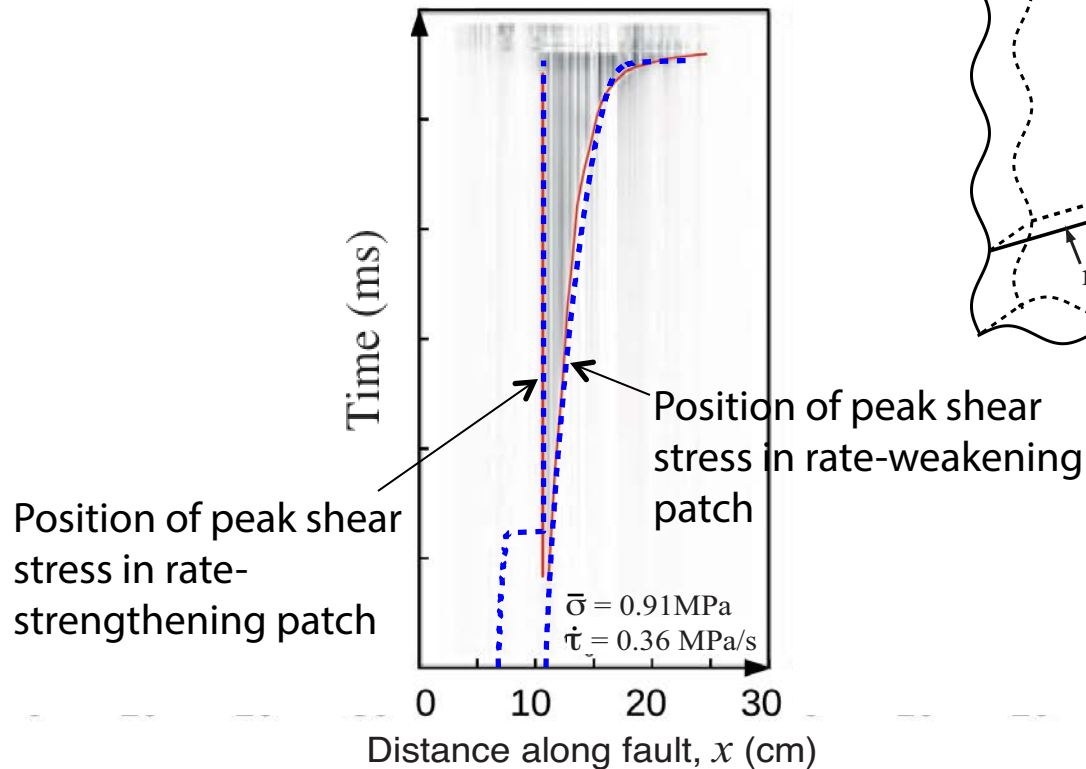 Time (ms)
Position of peak shear
stress in rate-weakening
patch
Position of peak shear
stress in rate-
strengthening patch
σ̅ = 0.91MPa
τ̇ = 0.36 MPa/s
0 10 20 30
Distance along fault, x (cm)